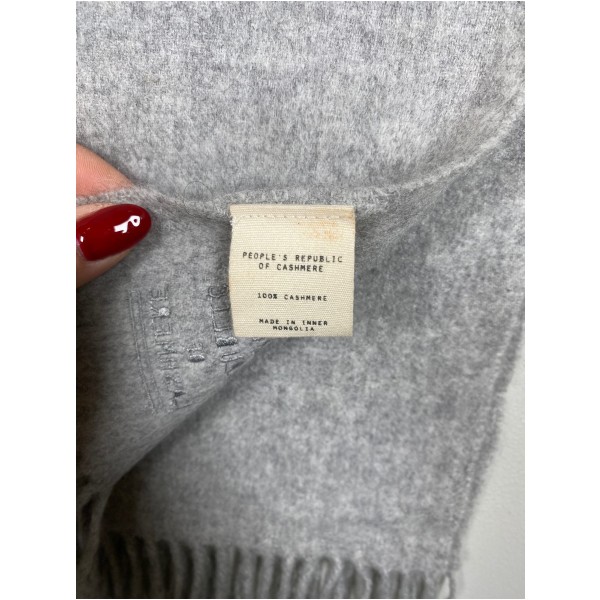 PEOPLE'S REPUBLIC
OF CASHMERE
100% CASHMERE
MADE IN INNER
MONGOLIA